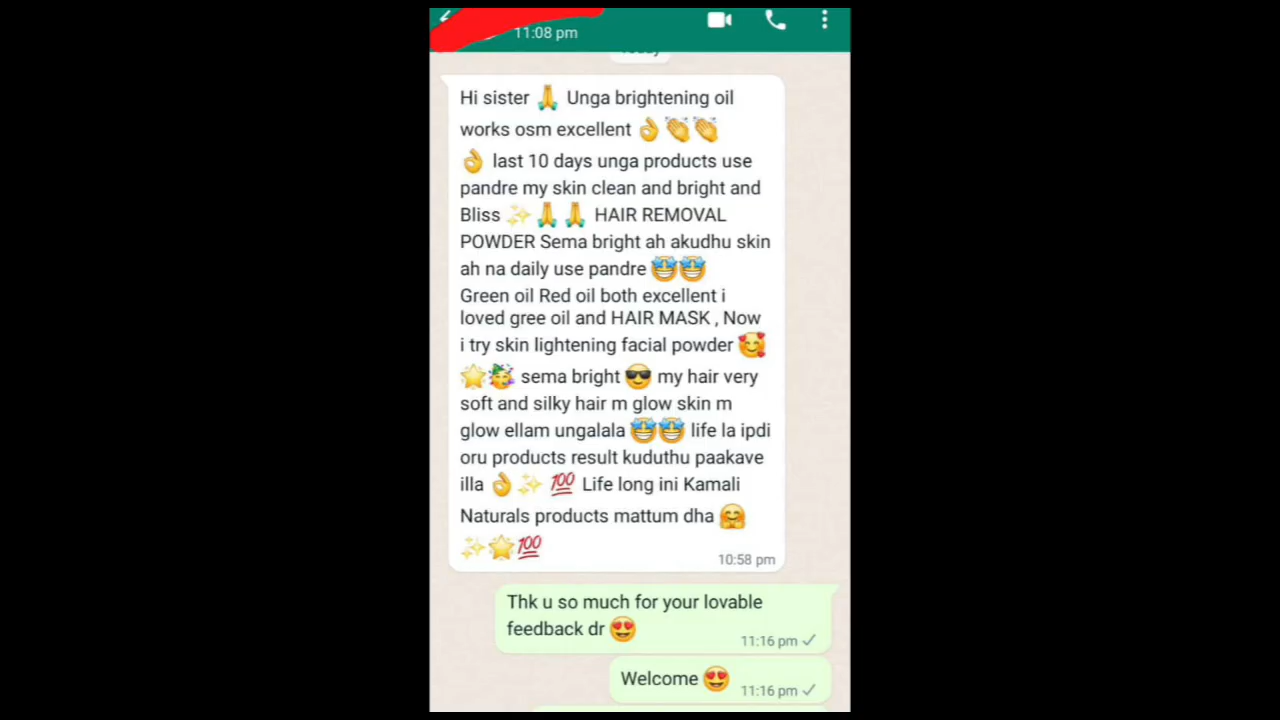 11:08 pm
Today
Hi sister 🙏 Unga brightening oil
works osm excellent 👌👏👏
👌 last 10 days unga products use
pandre my skin clean and bright and
Bliss ✨🙏🙏 HAIR REMOVAL
POWDER Sema bright ah akudhu skin
ah na daily use pandre 🤩🤩
Green oil Red oil both excellent i
loved gree oil and HAIR MASK , Now
i try skin lightening facial powder 🥰
🌟🥳 sema bright 😎 my hair very
soft and silky hair m glow skin m
glow ellam ungalala 🤩🤩 life la ipdi
oru products result kuduthu paakave
illa 👌✨ 💯 Life long ini Kamali
Naturals products mattum dha 🤗
✨🌟💯
10:58 pm
Thk u so much for your lovable
feedback dr 😍
11:16 pm
Welcome 😍
11:16 pm